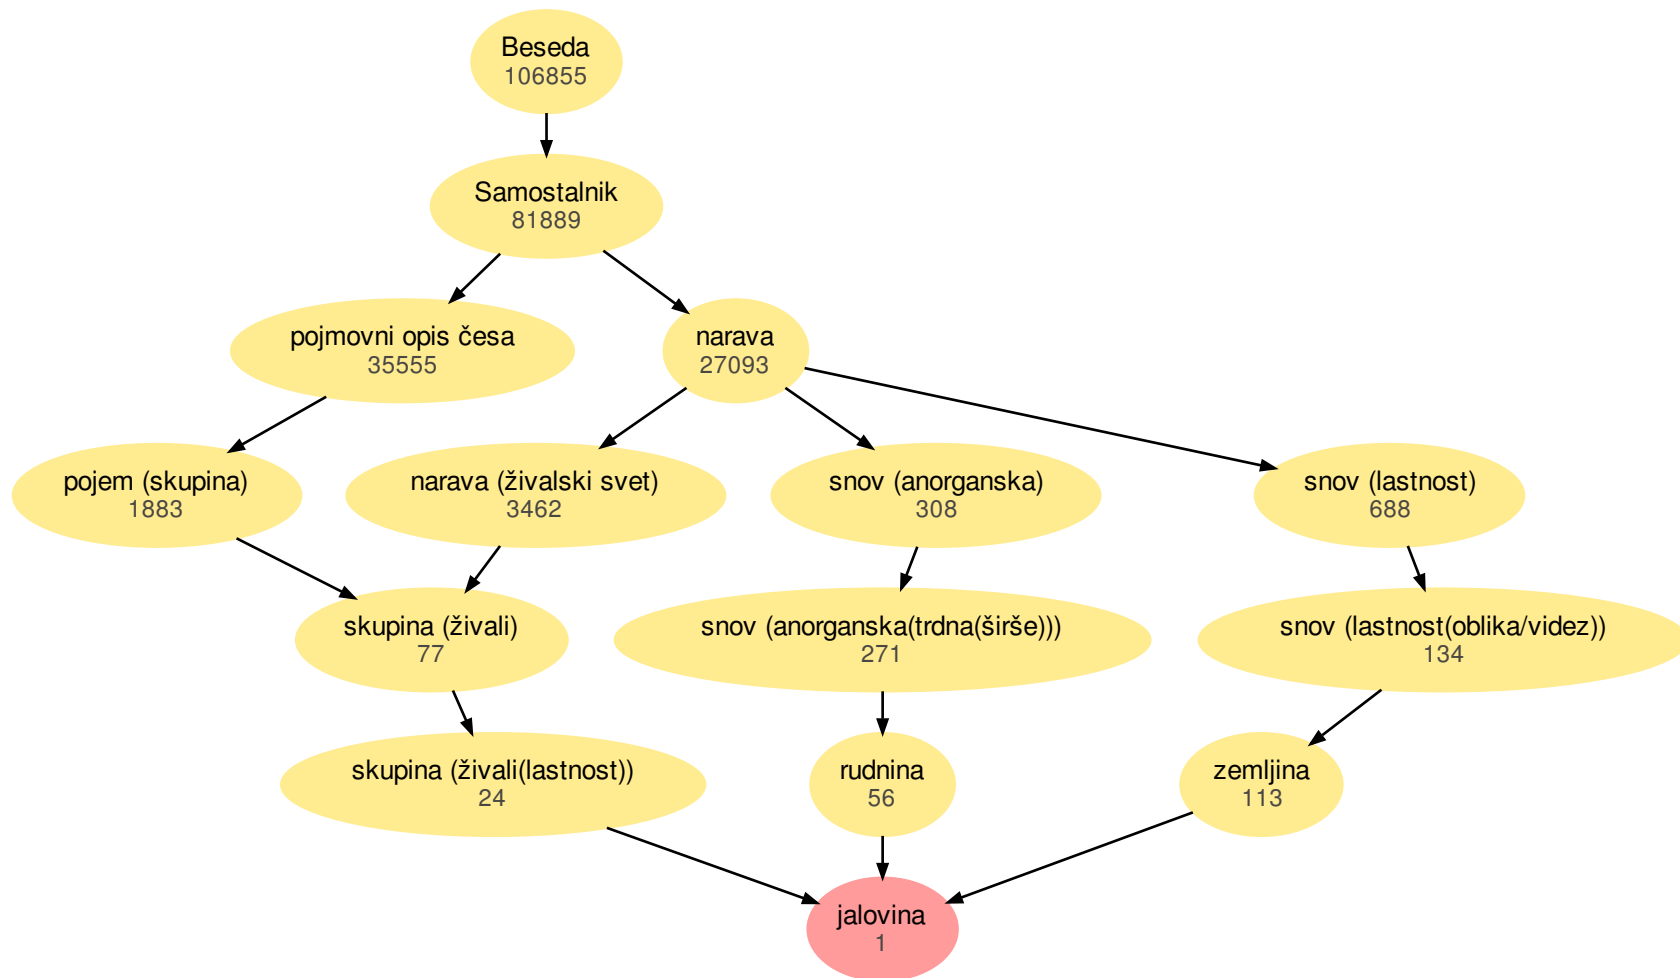 Beseda
106855
Samostalnik
81889
pojmovni opis česa
35555
narava
27093
pojem (skupina)
1883
narava (živalski svet)
3462
snov (anorganska)
308
snov (lastnost)
688
skupina (živali)
77
snov (anorganska(trdna(širše)))
271
snov (lastnost(oblika/videz))
134
skupina (živali(lastnost))
24
rudnina
56
zemljina
113
jalovina
1